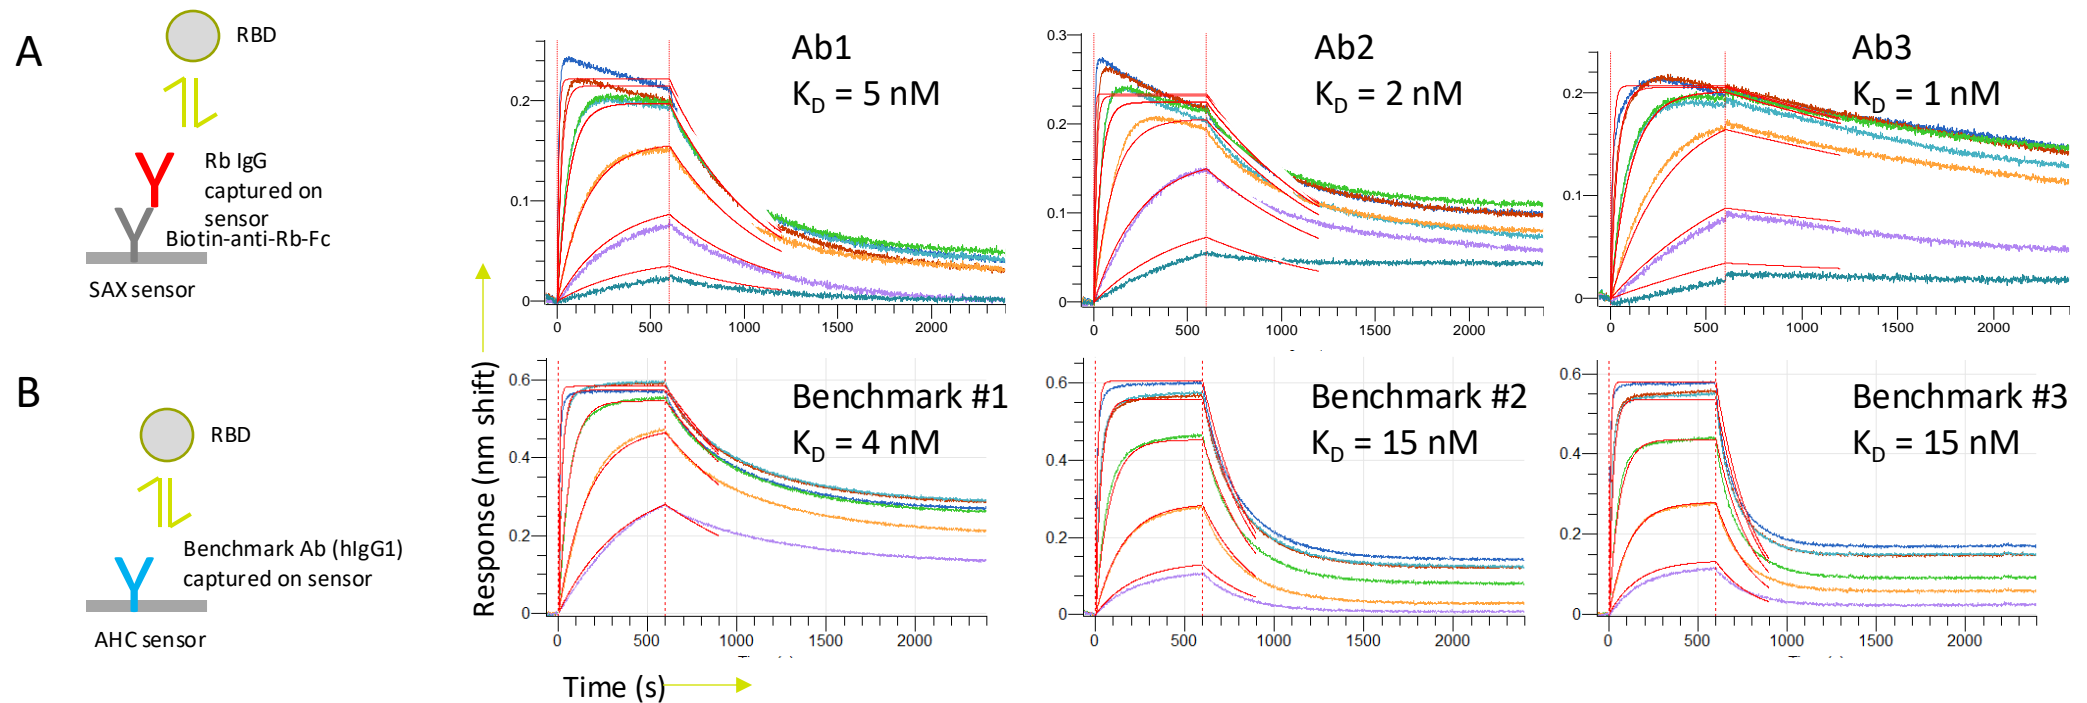 A
RBD
Rb IgG
captured on
sensor
Biotin-anti-Rb-Fc
SAX sensor
Ab1
KD = 5 nM
0.2
0.1
0
0 500 1000 1500 2000
Ab2
KD = 2 nM
0.3
0.2
0.1
0
0 500 1000 1500 2000
Ab3
KD = 1 nM
0.2
0.1
0
0 500 1000 1500 2000
B
RBD
Benchmark Ab (hIgG1)
captured on sensor
AHC sensor
Response (nm shift)
Time (s)
Benchmark #1
KD = 4 nM
0.6
0.4
0.2
0
0 500 1000 1500 2000
Benchmark #2
KD = 15 nM
0.6
0.4
0.2
0
0 500 1000 1500 2000
Benchmark #3
KD = 15 nM
0.6
0.4
0.2
0
0 500 1000 1500 2000